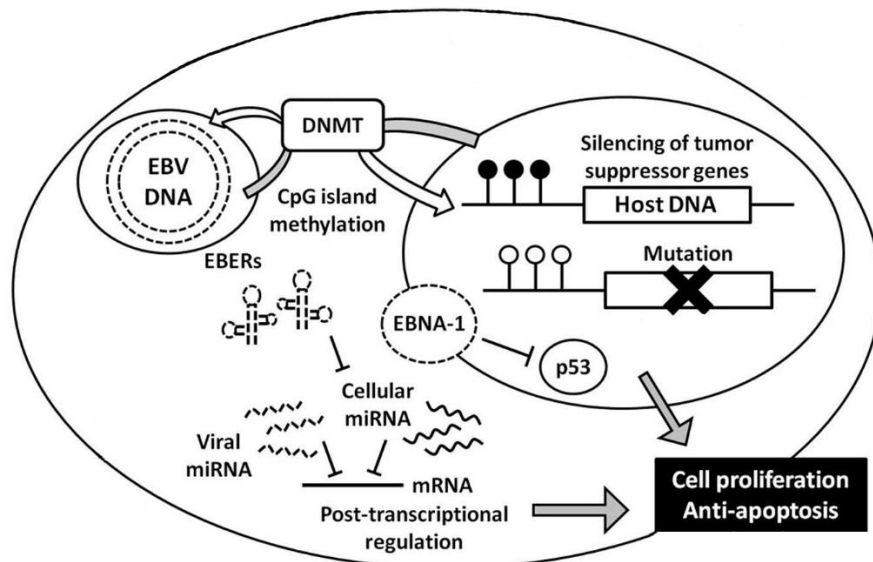 DNMT
EBV
DNA
CpG island
methylation
Silencing of tumor
suppressor genes
Host DNA
Mutation
EBERs
EBNA-1
p53
Cellular
miRNA
Viral
miRNA
mRNA
Post-transcriptional
regulation
Cell proliferation
Anti-apoptosis